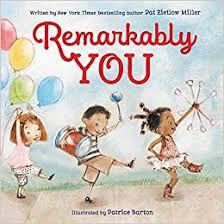 Written by New York Times bestselling author Pat Zietlow Miller
Remarkably
YOU
Illustrated by Patrice Barton